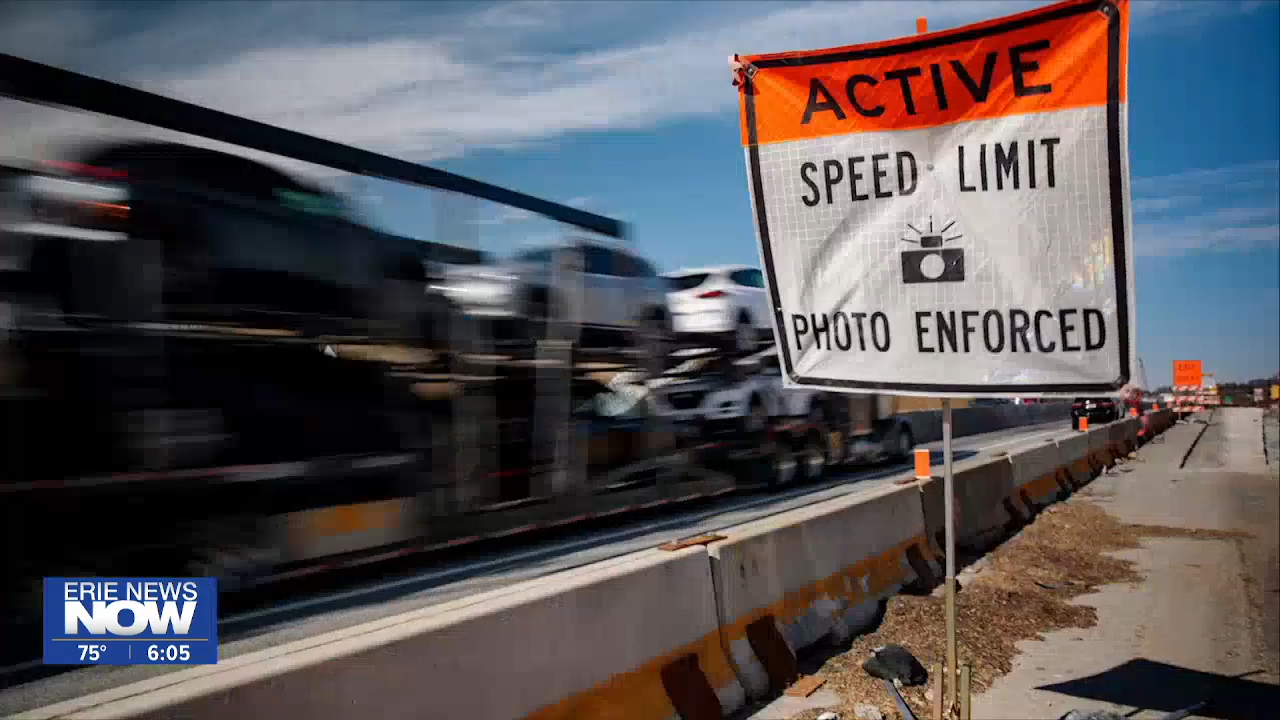 ACTIVE
SPEED LIMIT
PHOTO ENFORCED
ERIE NEWS
NOW
75° | 6:05